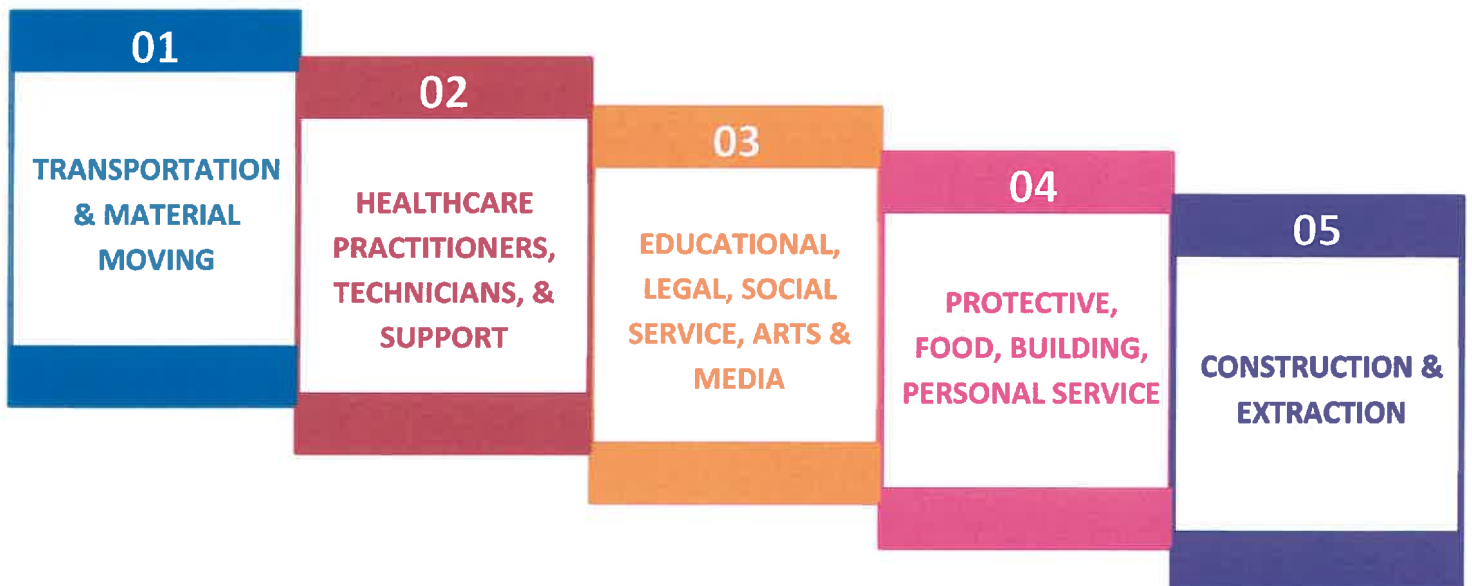 01
TRANSPORTATION
& MATERIAL
MOVING
02
HEALTHCARE
PRACTITIONERS,
TECHNICIANS, &
SUPPORT
03
EDUCATIONAL,
LEGAL, SOCIAL
SERVICE, ARTS &
MEDIA
04
PROTECTIVE,
FOOD, BUILDING,
PERSONAL SERVICE
05
CONSTRUCTION &
EXTRACTION